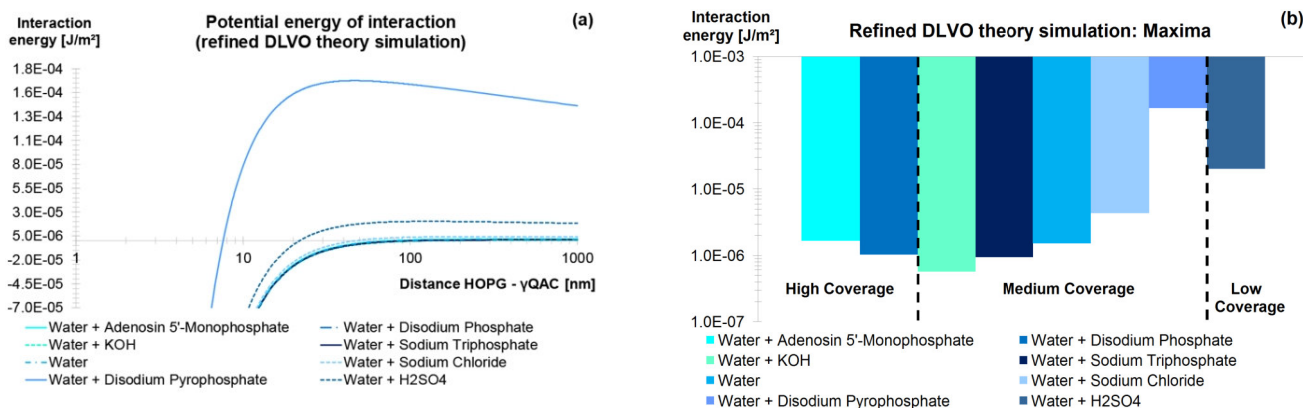 Interaction
energy [J/m²]
Potential energy of interaction
(refined DLVO theory simulation)
(a)
1.8E-04
1.6E-04
1.3E-04
1.1E-04
8.0E-05
5.5E-05
3.0E-05
5.0E-06
-2.0E-05
-4.5E-05
-7.0E-05
1
10
100
1000
Distance HOPG - γQAC [nm]
Water + Adenosin 5'-Monophosphate
Water + Disodium Phosphate
Water + KOH
Water + Sodium Triphosphate
Water
Water + Sodium Chloride
Water + Disodium Pyrophosphate
Water + H2SO4
Interaction
energy [J/m²]
Refined DLVO theory simulation: Maxima
(b)
1.0E-03
1.0E-04
1.0E-05
1.0E-06
1.0E-07
High Coverage
Medium Coverage
Low
Coverage
Water + Adenosin 5'-Monophosphate
Water + Disodium Phosphate
Water + KOH
Water + Sodium Triphosphate
Water
Water + Sodium Chloride
Water + Disodium Pyrophosphate
Water + H2SO4